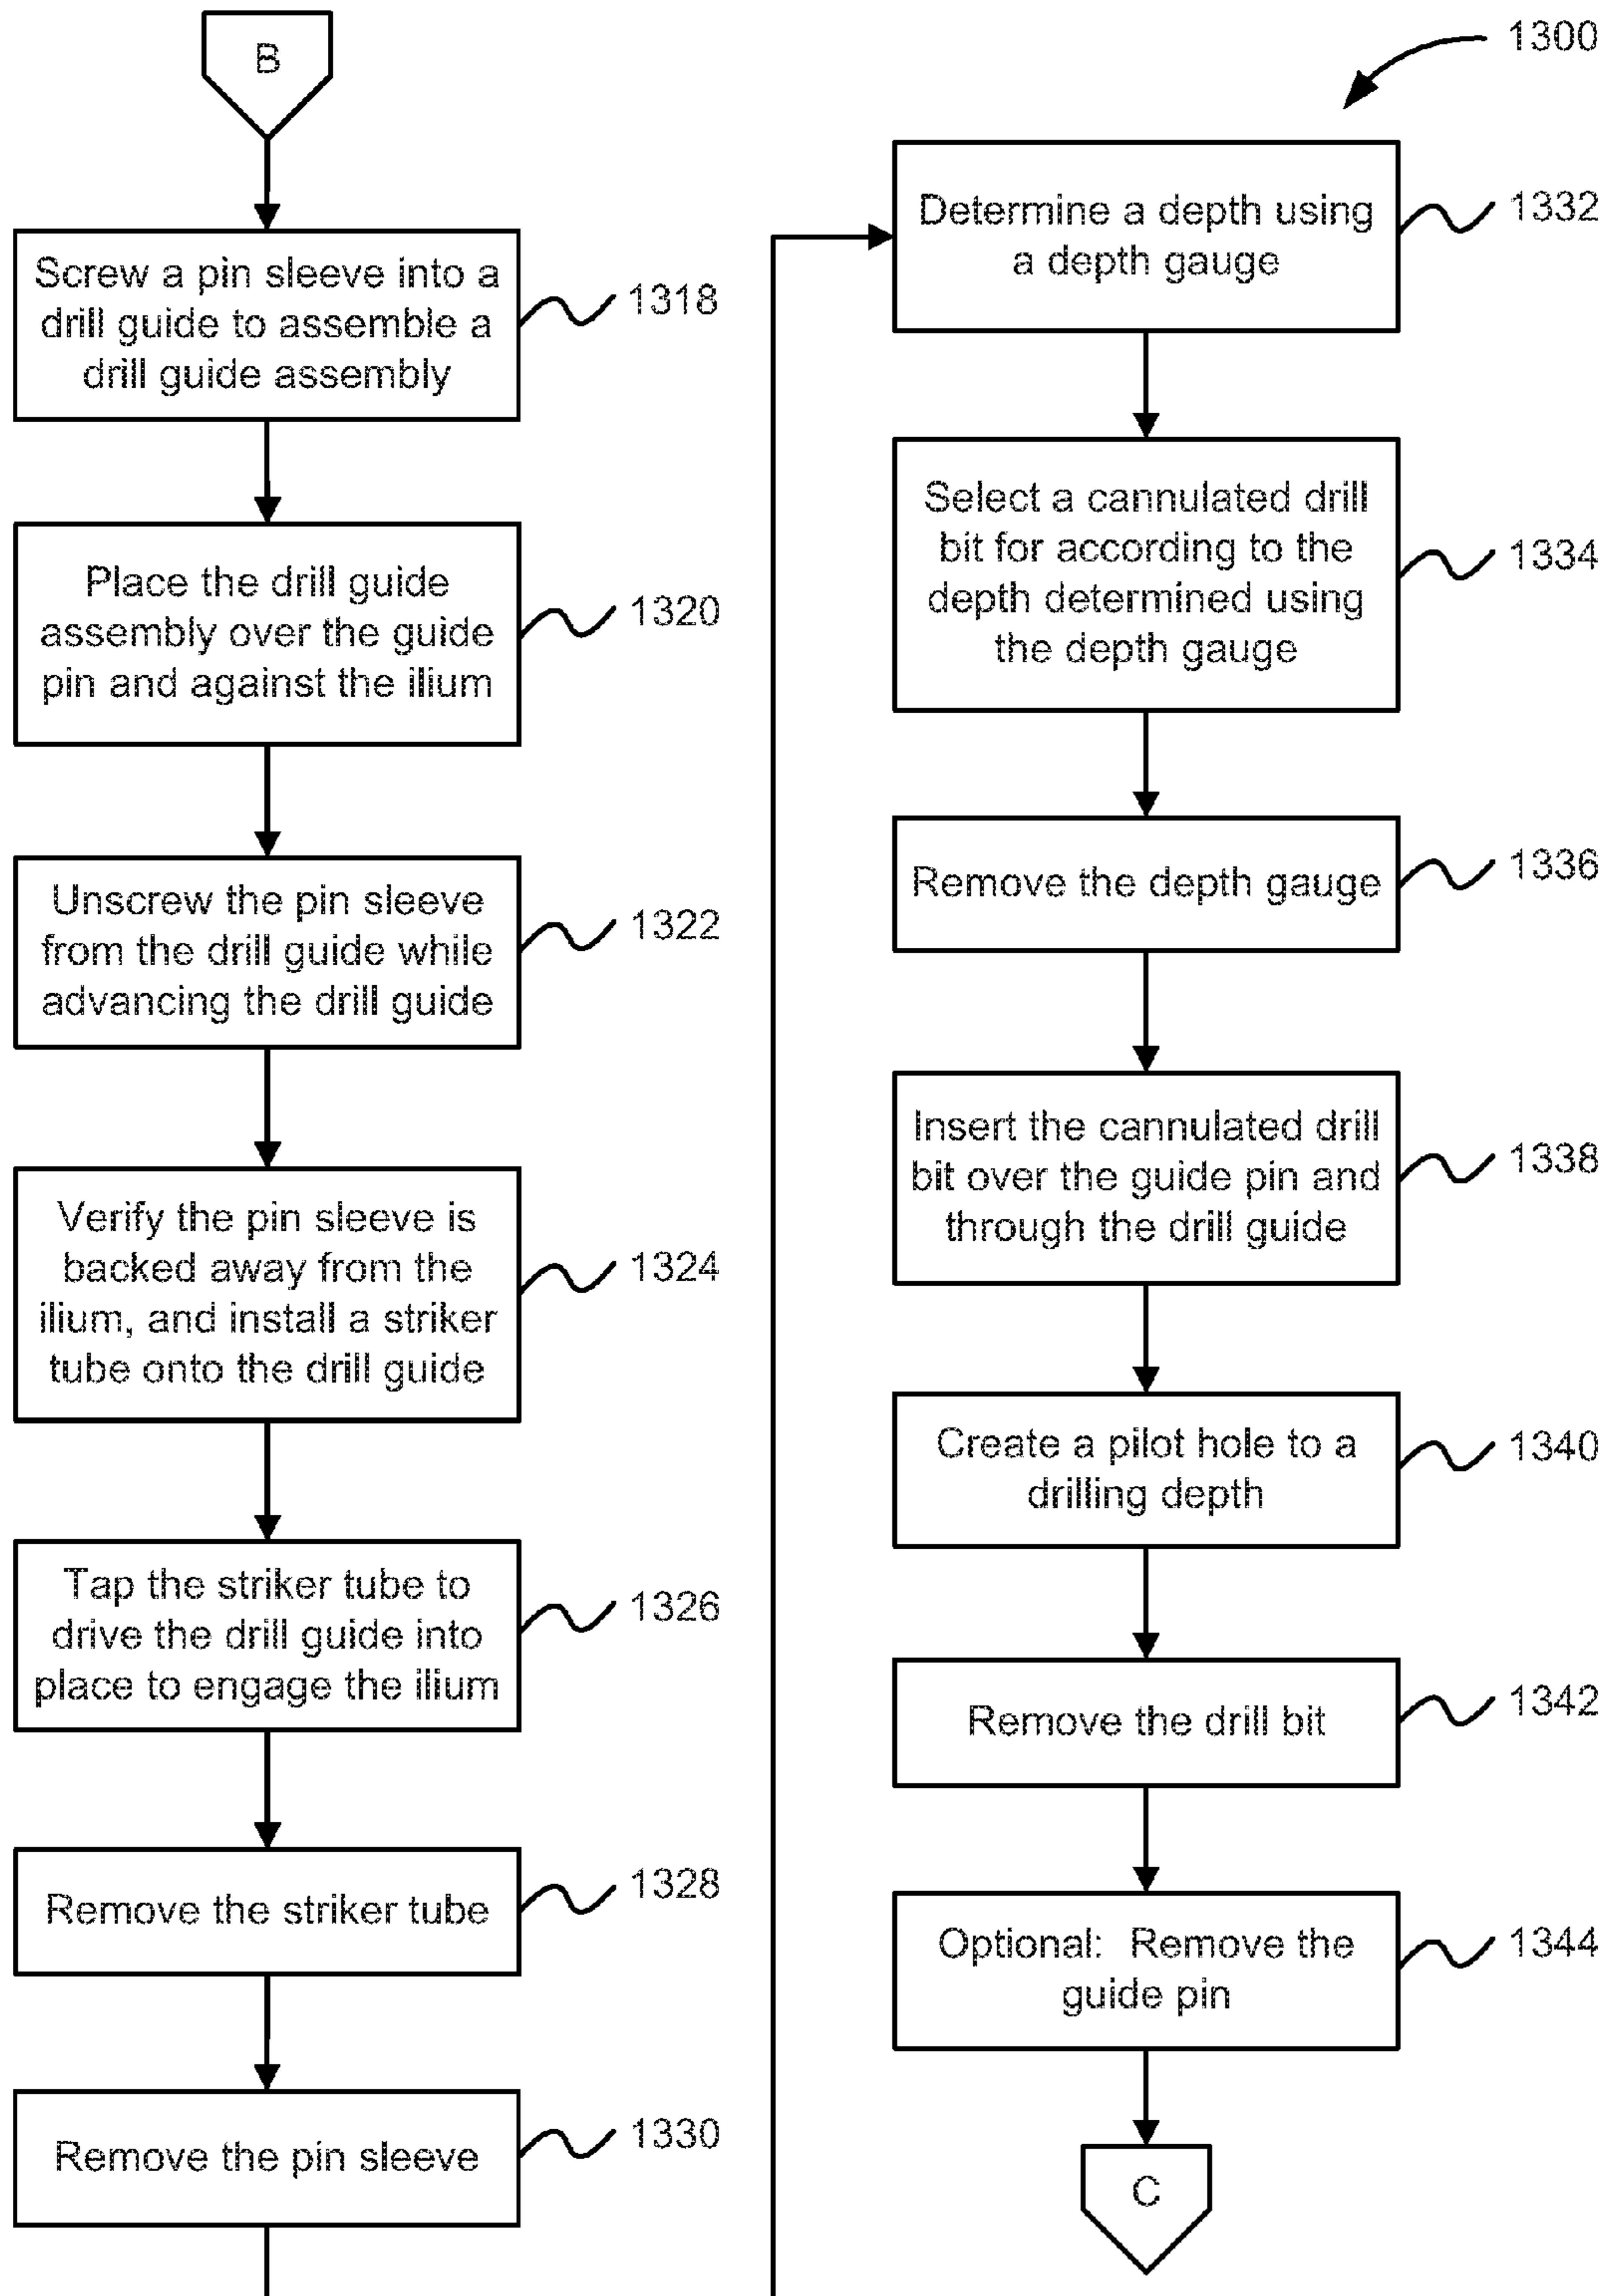 B
Screw a pin sleeve into a
drill guide to assemble a
drill guide assembly
1318
Place the drill guide
assembly over the guide
pin and against the ilium
1320
Unscrew the pin sleeve
from the drill guide while
advancing the drill guide
1322
Verify the pin sleeve is
backed away from the
ilium, and install a striker
tube onto the drill guide
1324
Tap the striker tube to
drive the drill guide into
place to engage the ilium
1326
Remove the striker tube
1328
Remove the pin sleeve
1330
1300
Determine a depth using
a depth gauge
1332
Select a cannulated drill
bit for according to the
depth determined using
the depth gauge
1334
Remove the depth gauge
1336
Insert the cannulated drill
bit over the guide pin and
through the drill guide
1338
Create a pilot hole to a
drilling depth
1340
Remove the drill bit
1342
Optional: Remove the
guide pin
1344
C